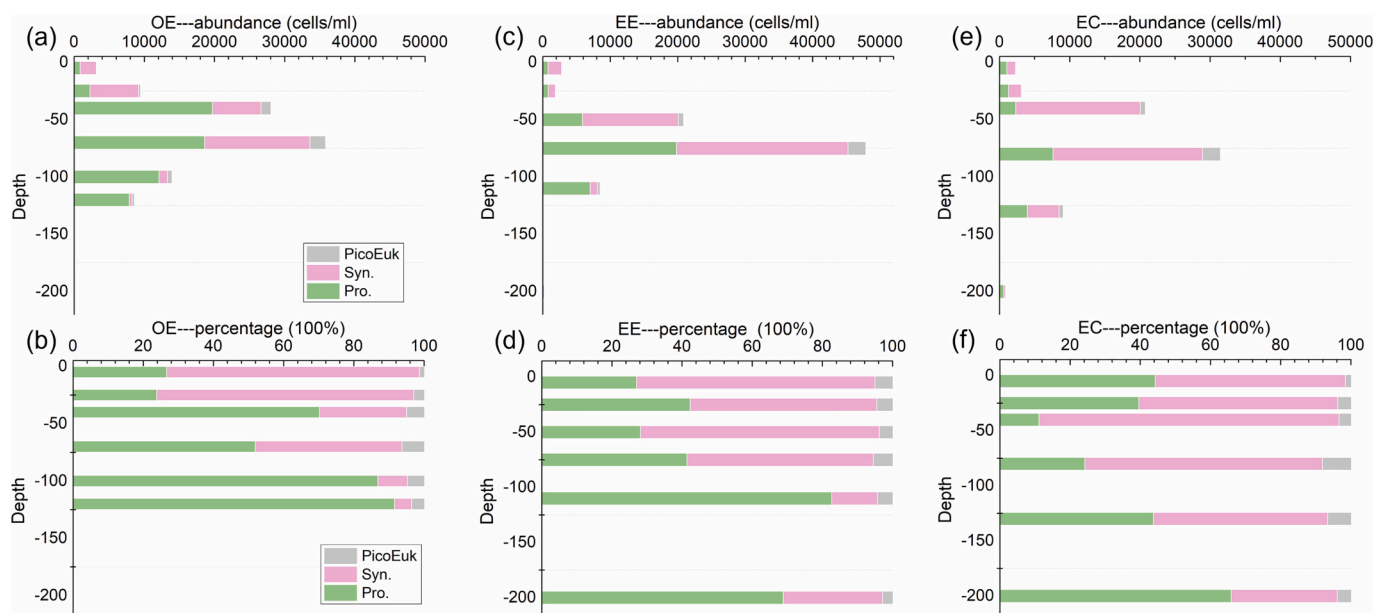 (a)
OE---abundance (cells/ml)
0 10000 20000 30000 40000 50000
0
-50
-100
-150
-200
Depth
PicoEuk
Syn.
Pro.
(c)
EE---abundance (cells/ml)
0 10000 20000 30000 40000 50000
0
-50
-100
-150
-200
Depth
(e)
EC---abundance (cells/ml)
0 10000 20000 30000 40000 50000
0
-50
-100
-150
-200
Depth
(b)
OE---percentage (100%)
0 20 40 60 80 100
0
-50
-100
-150
-200
Depth
PicoEuk
Syn.
Pro.
(d)
EE---percentage (100%)
0 20 40 60 80 100
0
-50
-100
-150
-200
Depth
(f)
EC---percentage (100%)
0 20 40 60 80 100
0
-50
-100
-150
-200
Depth